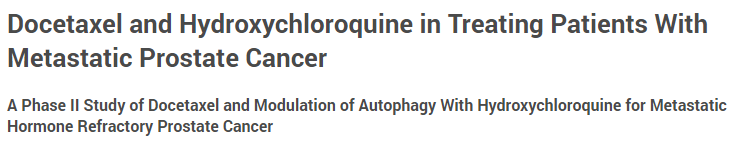 Docetaxel and Hydroxychloroquine in Treating Patients With
Metastatic Prostate Cancer
A Phase II Study of Docetaxel and Modulation of Autophagy With Hydroxychloroquine for Metastatic
Hormone Refractory Prostate Cancer